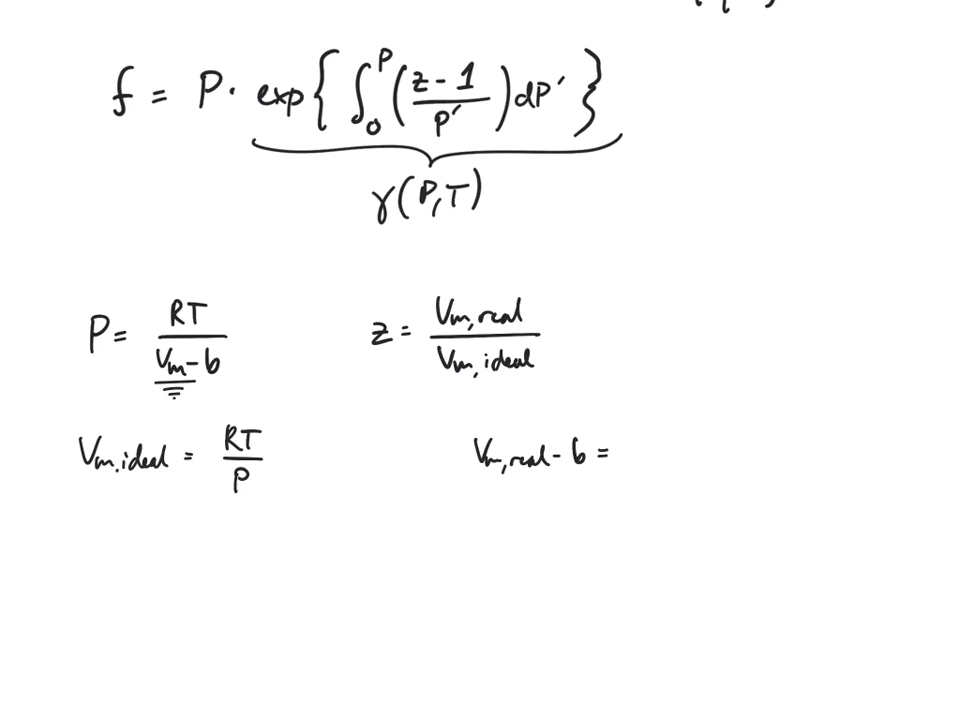 f = P · exp{ ∫₀ᴾ ( (z - 1) / P′ ) dP′ }
γ(P,T)
P = RT / (Vm - b)    z = Vm,real / Vm,ideal
Vm,ideal = RT / P    Vm,real - b =